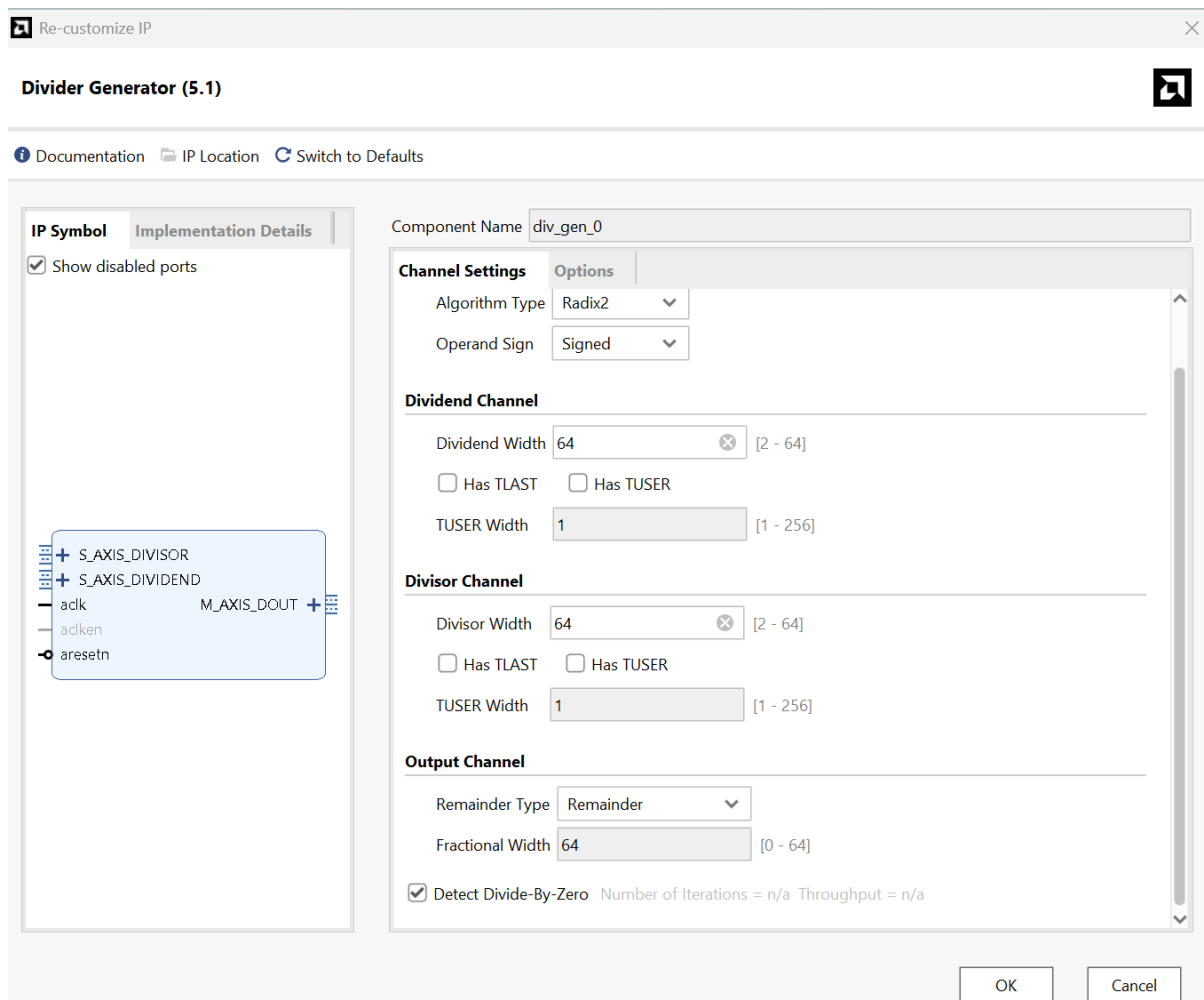 Re-customize IP
Divider Generator (5.1)
Documentation IP Location Switch to Defaults
IP Symbol Implementation Details
Show disabled ports
S_AXIS_DIVISOR
S_AXIS_DIVIDEND
aclk M_AXIS_DOUT
aclken
aresetn
Component Name div_gen_0
Channel Settings Options
Algorithm Type Radix2
Operand Sign Signed
Dividend Channel
Dividend Width 64 [2 - 64]
Has TLAST Has TUSER
TUSER Width 1 [1 - 256]
Divisor Channel
Divisor Width 64 [2 - 64]
Has TLAST Has TUSER
TUSER Width 1 [1 - 256]
Output Channel
Remainder Type Remainder
Fractional Width 64 [0 - 64]
Detect Divide-By-Zero Number of Iterations = n/a Throughput = n/a
OK Cancel